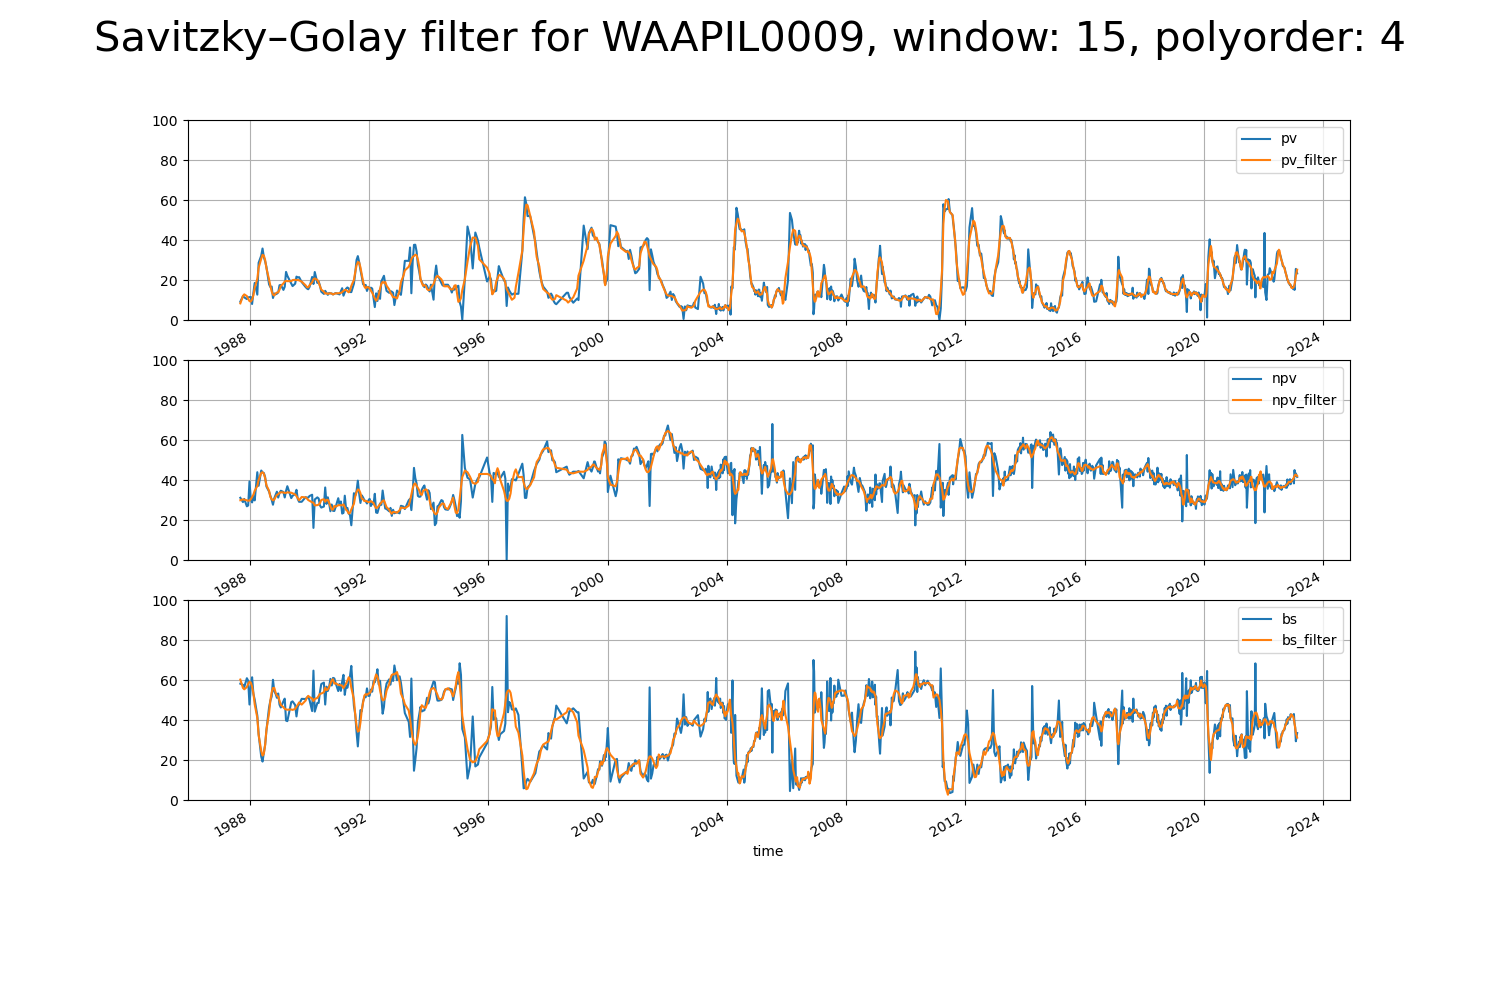 Savitzky–Golay filter for WAAPIL0009, window: 15, polyorder: 4
100
80
60
40
20
0
pv
pv_filter
1988 1992 1996 2000 2004 2008 2012 2016 2020 2024
100
80
60
40
20
0
npv
npv_filter
1988 1992 1996 2000 2004 2008 2012 2016 2020 2024
100
80
60
40
20
0
bs
bs_filter
1988 1992 1996 2000 2004 2008 2012 2016 2020 2024
time